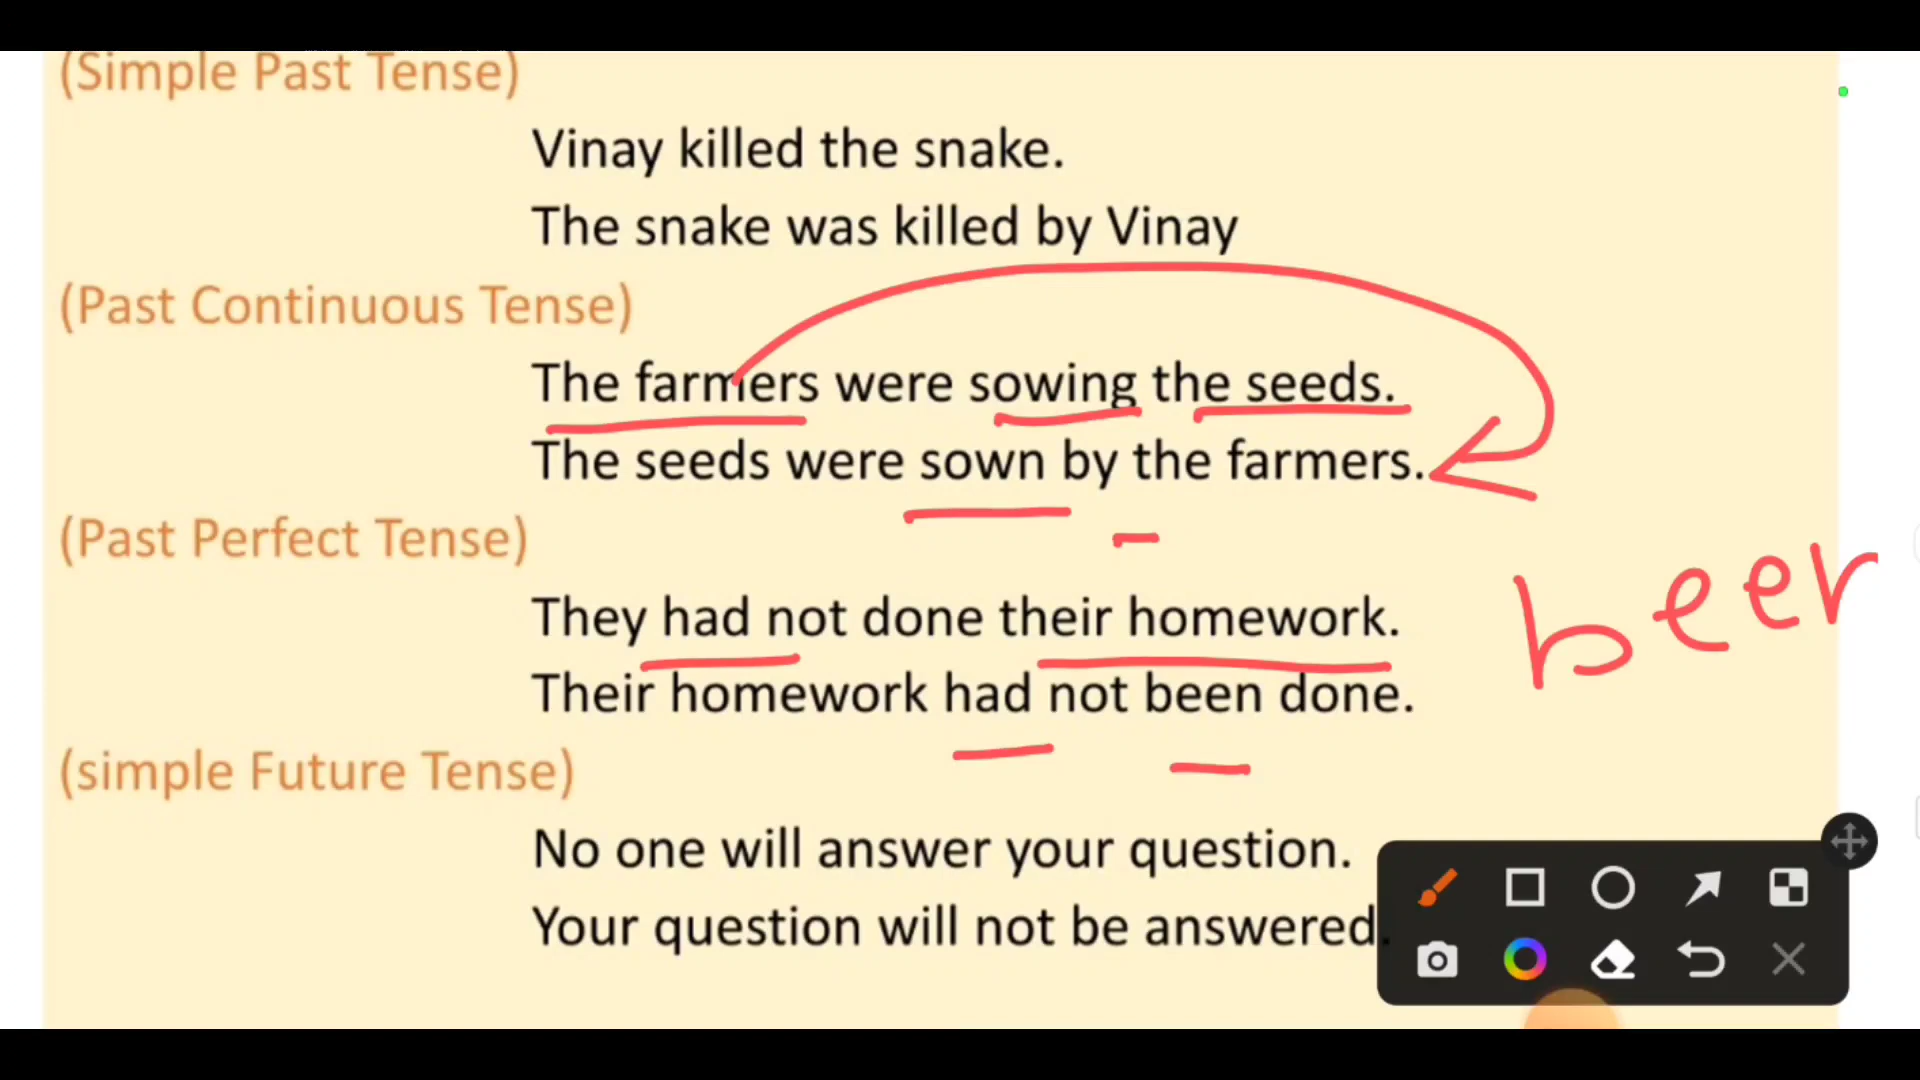 (Simple Past Tense)
Vinay killed the snake.
The snake was killed by Vinay
(Past Continuous Tense)
The farmers were sowing the seeds.
The seeds were sown by the farmers.
(Past Perfect Tense)
They had not done their homework.
beer
Their homework had not been done.
(simple Future Tense)
No one will answer your question.
Your question will not be answered.